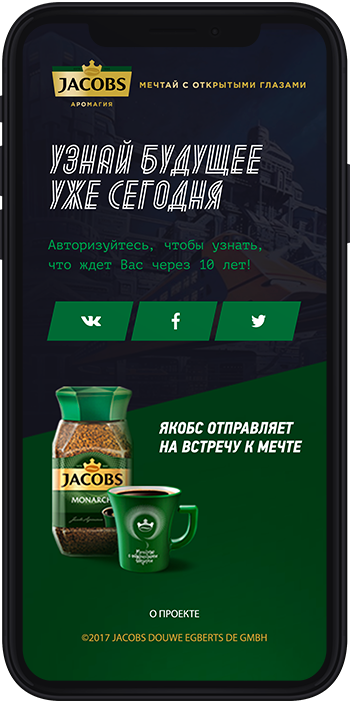 JACOBS
АРОМАГИЯ
МЕЧТАЙ С ОТКРЫТЫМИ ГЛАЗАМИ
УЗНАЙ БУДУЩЕЕ
УЖЕ СЕГОДНЯ
Авторизуйтесь, чтобы узнать,
что ждет Вас через 10 лет!
ЯКОБС ОТПРАВЛЯЕТ
НА ВСТРЕЧУ К МЕЧТЕ
JACOBS
MONARCH
О ПРОЕКТЕ
©2017 JACOBS DOUWE EGBERTS DE GMBH